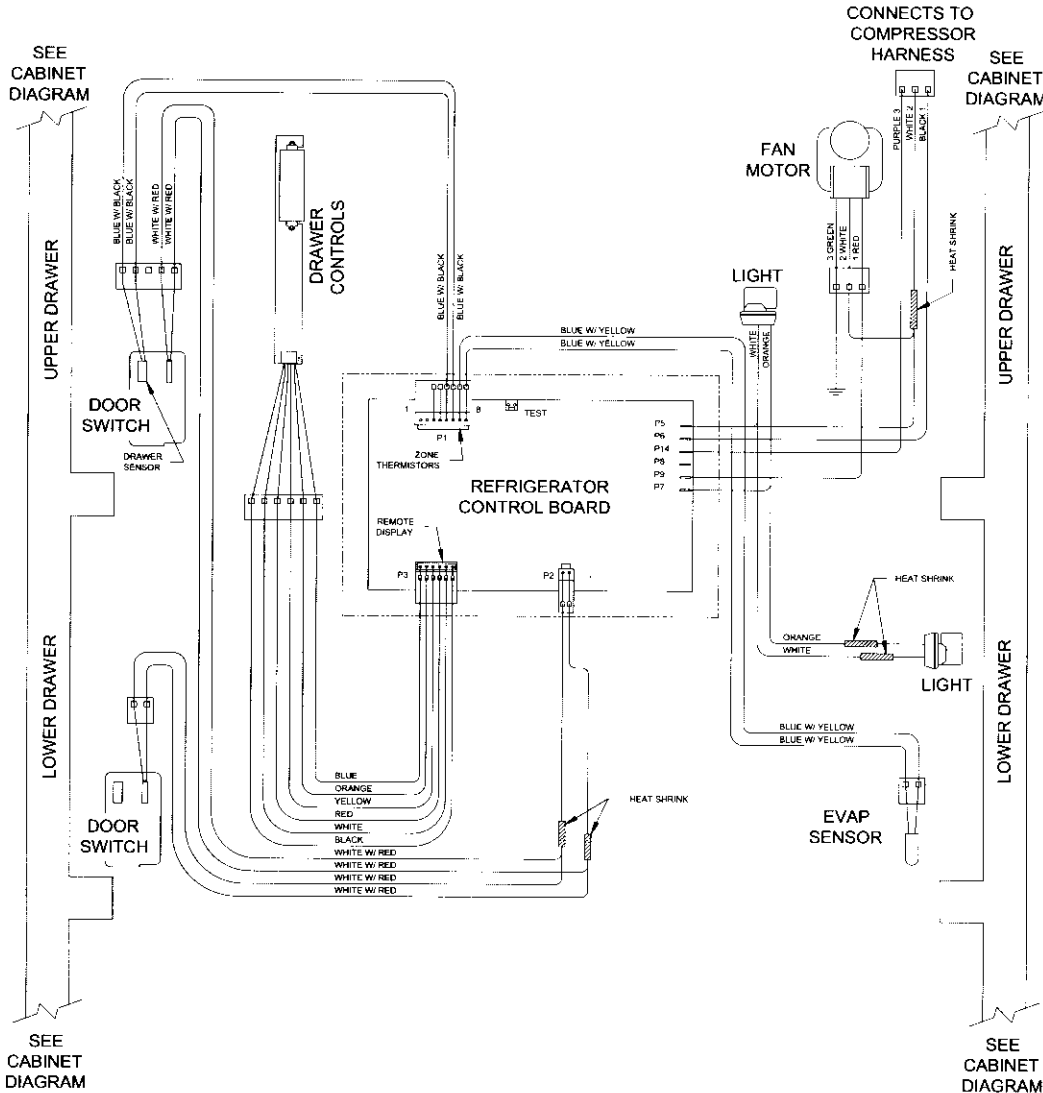 CONNECTS TO
COMPRESSOR
HARNESS
SEE
CABINET
DIAGRAM
SEE
CABINET
DIAGRAM
PURPLE 3
WHITE 2
BLACK 1
FAN
MOTOR
BLUE W/ BLACK
BLUE W/ BLACK
WHITE W/ RED
WHITE W/ RED
DRAWER
CONTROLS
3 GREEN
2 WHITE
1 RED
HEAT SHRINK
LIGHT
UPPER DRAWER
BLUE W/ BLACK
BLUE W/ BLACK
UPPER DRAWER
BLUE W/ YELLOW
BLUE W/ YELLOW
WHITE
ORANGE
DOOR
SWITCH
DRAWER
SENSOR
1
8
TEST
P1
ZONE
THERMISTORS
P5
P6
P14
P8
P9
P7
REFRIGERATOR
CONTROL BOARD
REMOTE
DISPLAY
P3
P2
HEAT SHRINK
ORANGE
WHITE
LIGHT
LOWER DRAWER
LOWER DRAWER
BLUE W/ YELLOW
BLUE W/ YELLOW
BLUE
ORANGE
YELLOW
RED
WHITE
BLACK
WHITE W/ RED
WHITE W/ RED
WHITE W/ RED
WHITE W/ RED
HEAT SHRINK
EVAP
SENSOR
DOOR
SWITCH
SEE
CABINET
DIAGRAM
SEE
CABINET
DIAGRAM